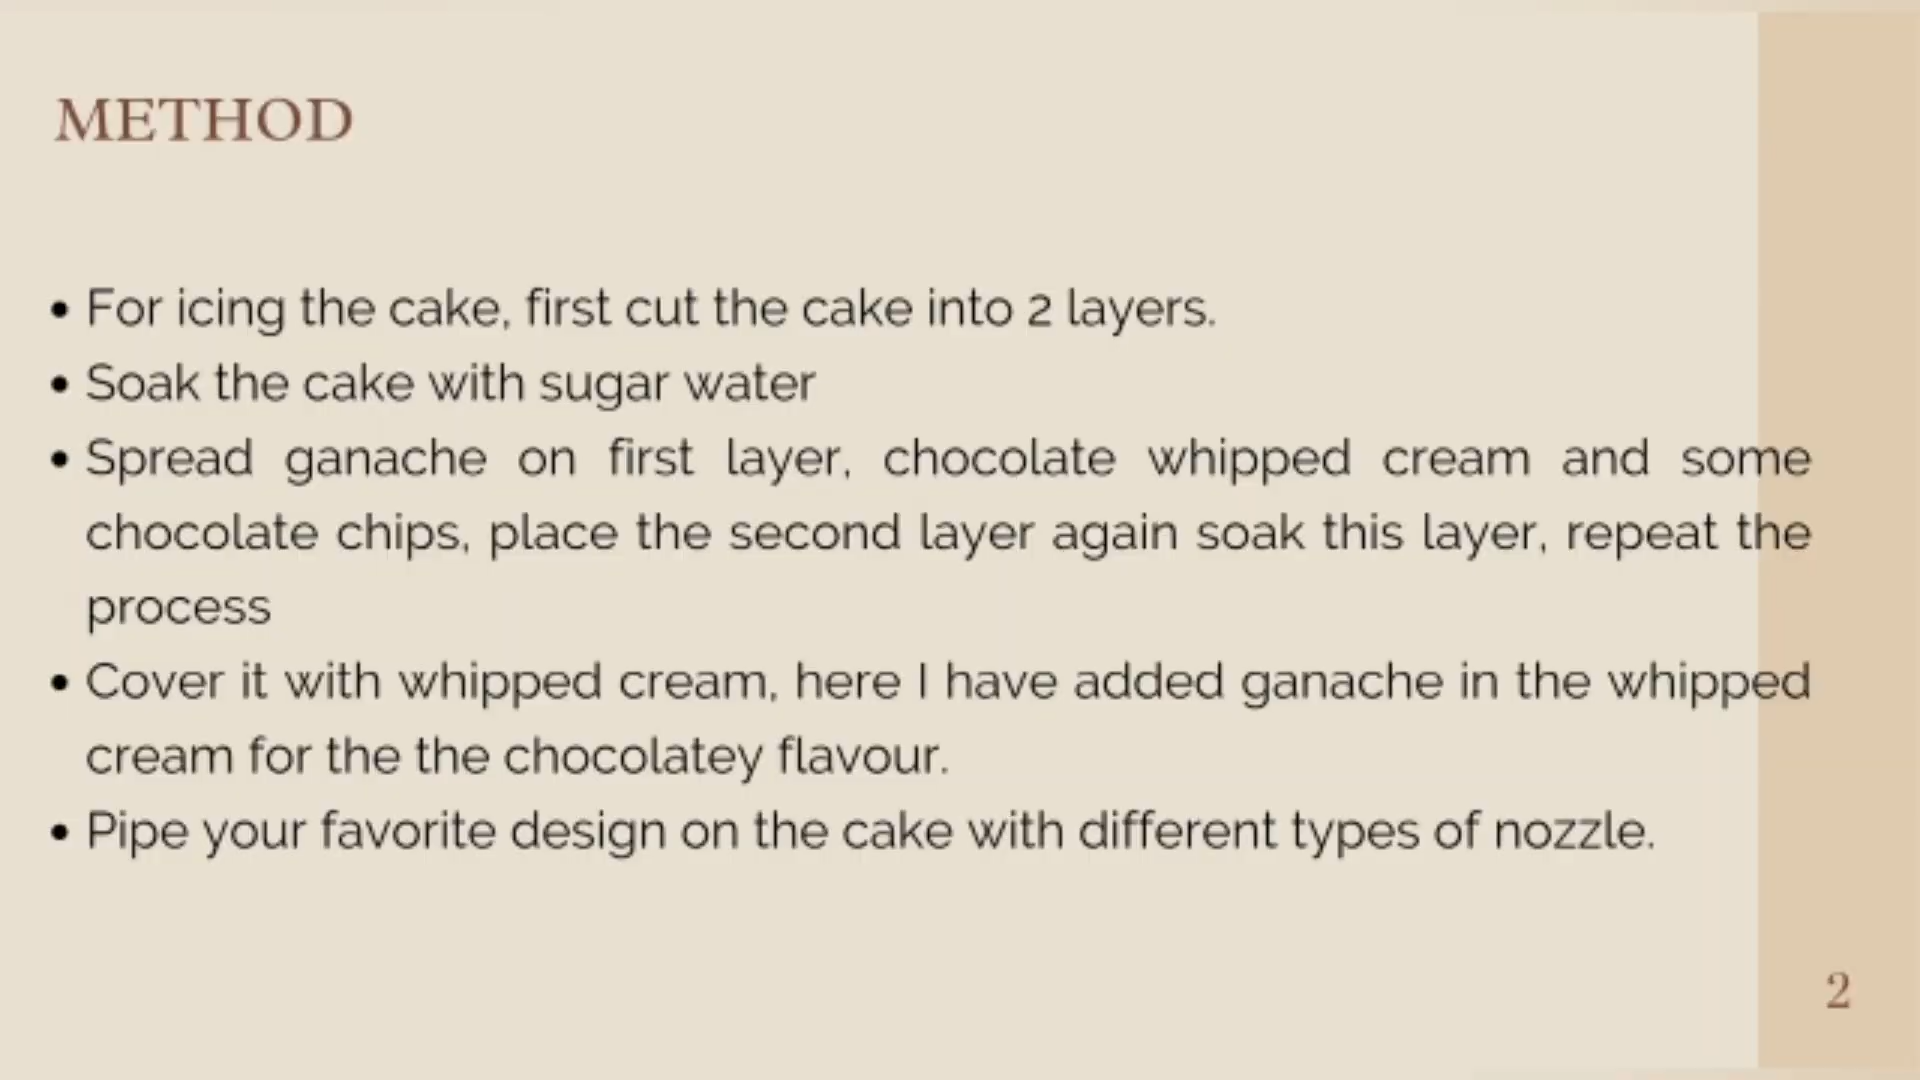 METHOD
• For icing the cake, first cut the cake into 2 layers.
• Soak the cake with sugar water
• Spread ganache on first layer, chocolate whipped cream and some
chocolate chips, place the second layer again soak this layer, repeat the
process
• Cover it with whipped cream, here I have added ganache in the whipped
cream for the the chocolatey flavour.
• Pipe your favorite design on the cake with different types of nozzle.
2